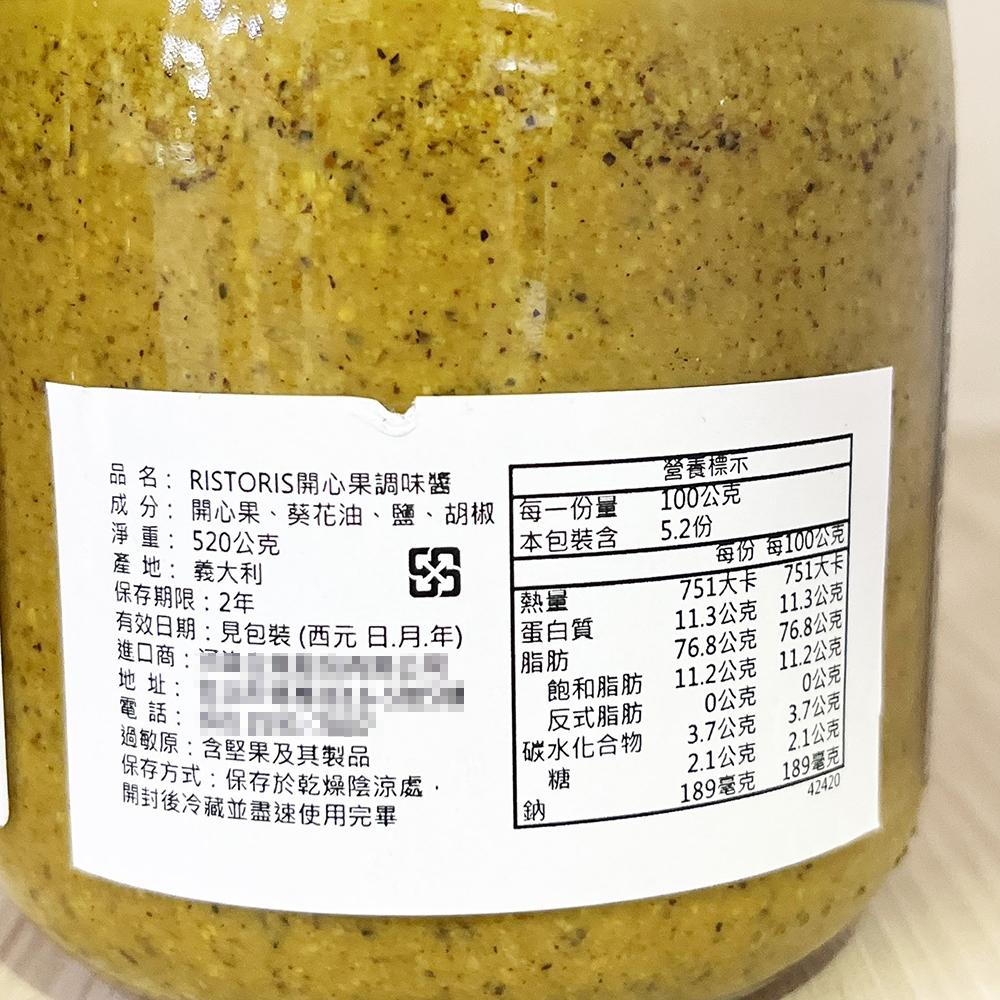 品 名： RISTORIS開心果調味醬
成 分： 開心果、葵花油、鹽、胡椒
淨 重： 520公克
產 地： 義大利
保存期限：2年
有效日期：見包裝 (西元 日.月.年)
進口商：
地 址：
電 話：
過敏原：含堅果及其製品
保存方式：保存於乾燥陰涼處，
開封後冷藏並盡速使用完畢
營養標示
每一份量 100公克
本包裝含 5.2份
每份 每100公克
熱量 751大卡 751大卡
蛋白質 11.3公克 11.3公克
脂肪 76.8公克 76.8公克
飽和脂肪 11.2公克 11.2公克
反式脂肪 0公克 0公克
碳水化合物 3.7公克 3.7公克
糖 2.1公克 2.1公克
鈉 189毫克 189毫克
42420